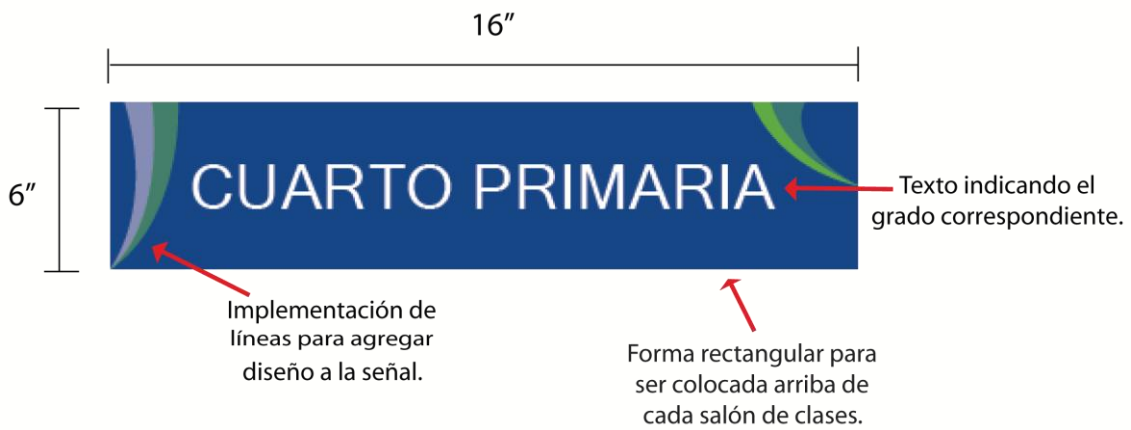 16”
6”
CUARTO PRIMARIA
Texto indicando el
grado correspondiente.
Implementación de
líneas para agregar
diseño a la señal.
Forma rectangular para
ser colocada arriba de
cada salón de clases.